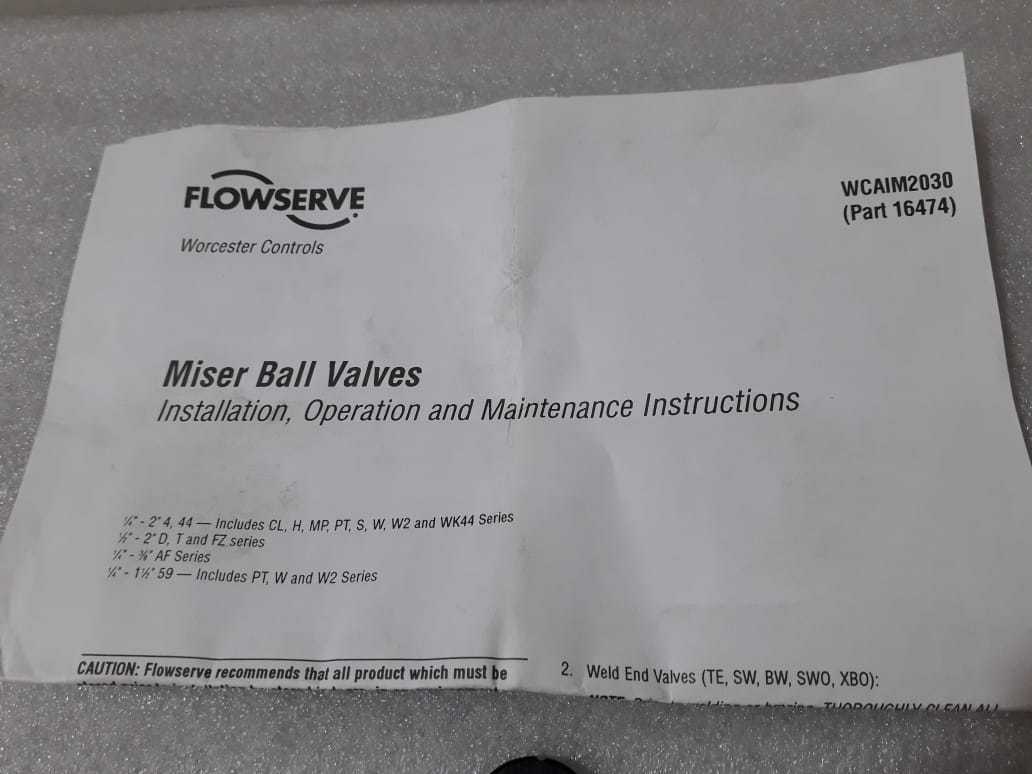 FLOWSERVE
Worcester Controls
WCAIM2030
(Part 16474)
Miser Ball Valves
Installation, Operation and Maintenance Instructions
¼" - 2" 4, 44 — Includes CL, H, MP, PT, S, W, W2 and WK44 Series
½" - 2" D, T and FZ series
¼" - ⅜" AF Series
¼" - 1½" 59 — Includes PT, W and W2 Series
CAUTION: Flowserve recommends that all product which must be
2. Weld End Valves (TE, SW, BW, SWO, XBO):
THOROUGHLY CLEAN ALL